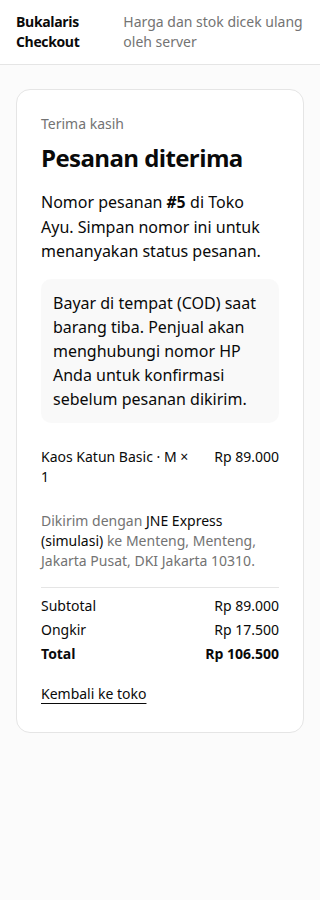 Bukalaris Checkout
Harga dan stok dicek ulang oleh server
Terima kasih
Pesanan diterima
Nomor pesanan #5 di Toko
Ayu. Simpan nomor ini untuk
menanyakan status pesanan.
Bayar di tempat (COD) saat
barang tiba. Penjual akan
menghubungi nomor HP
Anda untuk konfirmasi
sebelum pesanan dikirim.
Kaos Katun Basic · M × 1
Rp 89.000
Dikirim dengan JNE Express
(simulasi) ke Menteng, Menteng,
Jakarta Pusat, DKI Jakarta 10310.
Subtotal Rp 89.000
Ongkir Rp 17.500
Total Rp 106.500
Kembali ke toko